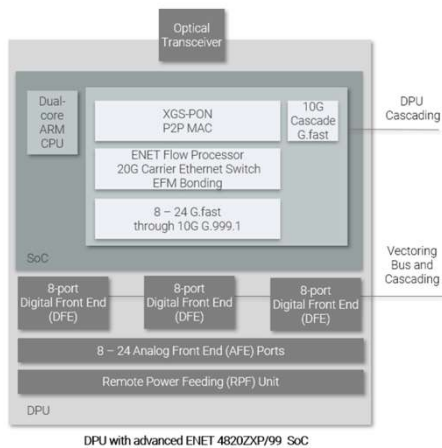 Optical
Transceiver
Dual-
core
ARM
CPU
XGS-PON
P2P MAC
10G
Cascade
G.fast
DPU
Cascading
ENET Flow Processor
20G Carrier Ethernet Switch
EFM Bonding
8 – 24 G.fast
through 10G G.999.1
SoC
Vectoring
Bus and
Cascading
8-port
Digital Front End
(DFE)
8-port
Digital Front End
(DFE)
8-port
Digital Front End
(DFE)
8 – 24 Analog Front End (AFE) Ports
Remote Power Feeding (RPF) Unit
DPU
DPU with advanced ENET 4820ZXP/99 SoC